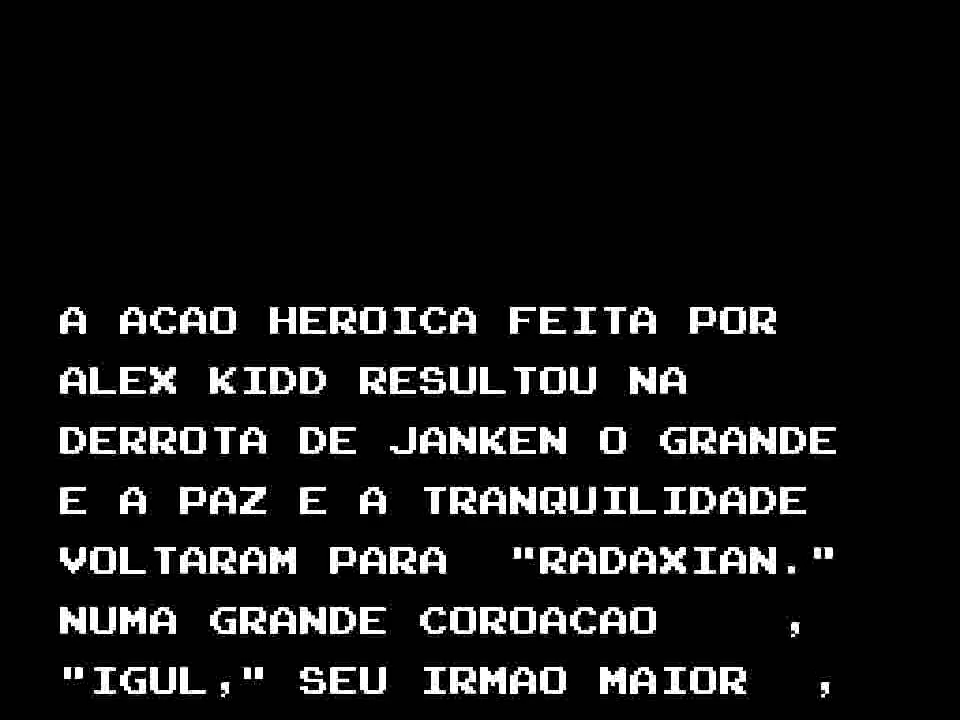 A ACAO HEROICA FEITA POR
ALEX KIDD RESULTOU NA
DERROTA DE JANKEN O GRANDE
E A PAZ E A TRANQUILIDADE
VOLTARAM PARA  "RADAXIAN."
NUMA GRANDE COROACAO    ,
"IGUL," SEU IRMAO MAIOR  ,